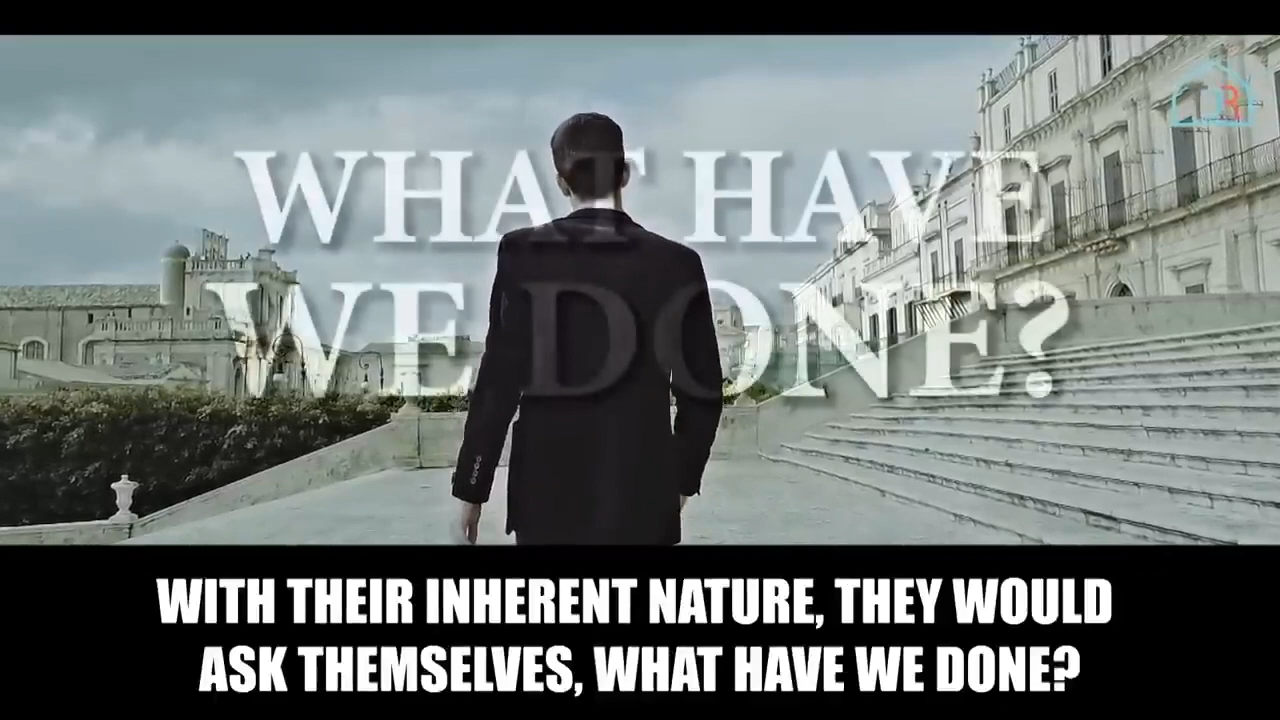 WHAT HAVE
WE DONE?
WITH THEIR INHERENT NATURE, THEY WOULD
ASK THEMSELVES, WHAT HAVE WE DONE?